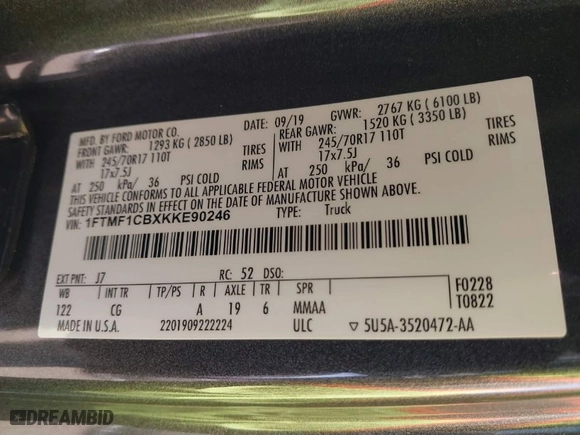 MFD. BY FORD MOTOR CO.
DATE: 09/19 GVWR: 2767 KG ( 6100 LB)
FRONT GAWR: 1293 KG ( 2850 LB)
REAR GAWR: 1520 KG ( 3350 LB)
WITH 245/70R17 110T TIRES
WITH 245/70R17 110T TIRES
17x7.5J RIMS
17x7.5J RIMS
AT 250 kPa/ 36 PSI COLD
AT 250 kPa/ 36 PSI COLD
THIS VEHICLE CONFORMS TO ALL APPLICABLE FEDERAL MOTOR VEHICLE
SAFETY STANDARDS IN EFFECT ON THE DATE OF MANUFACTURE SHOWN ABOVE.
VIN: 1FTMF1CBXKKE90246
TYPE: Truck
EXT PNT: J7 RC: 52 DSO:
WB INT TR TP/PS R AXLE TR SPR
122 CG A 19 6 MMAA
F0228
T0822
MADE IN U.S.A. 2201909222224 ULC ▽ 5U5A-3520472-AA
DREAMBID